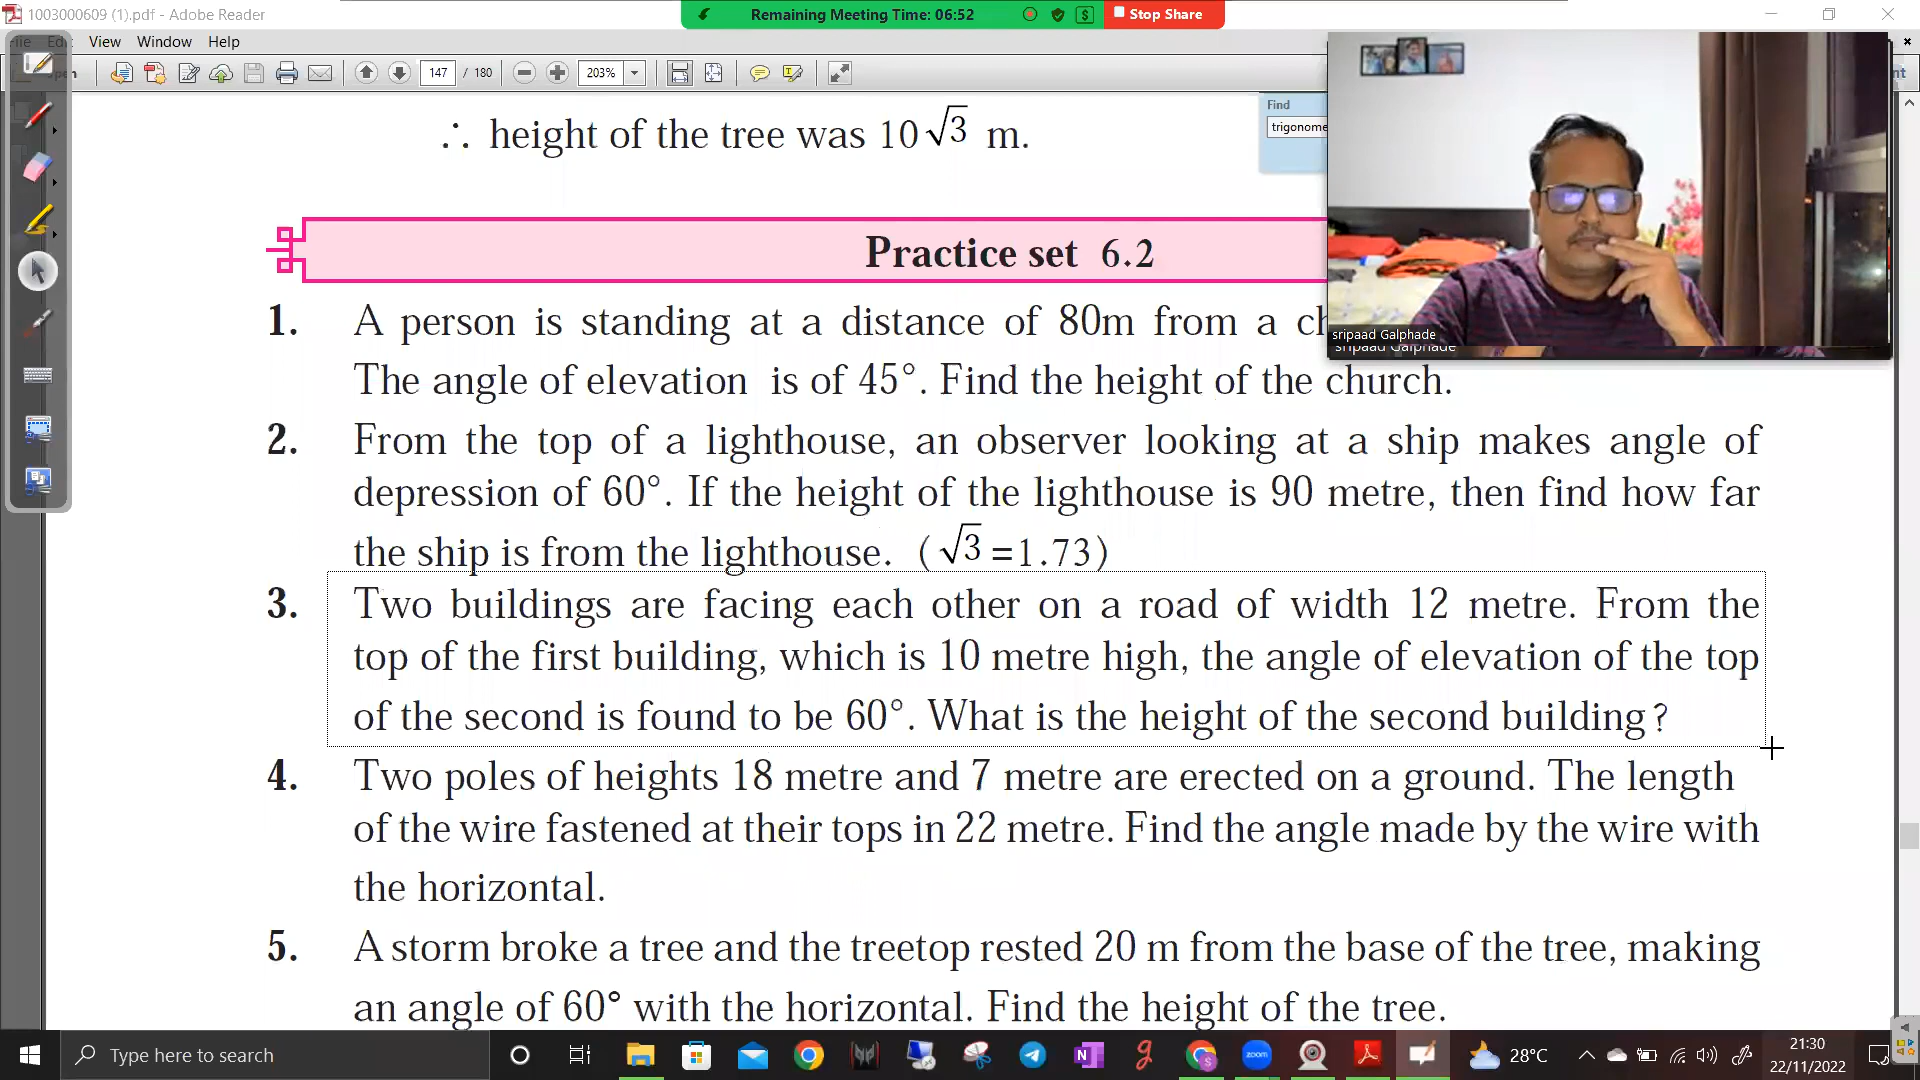 1003000609 (1).pdf - Adobe Reader
Remaining Meeting Time: 06:52
Stop Share
View Window Help
147 / 180
203%
Find
trigonome
∴ height of the tree was 10√3 m.
Practice set 6.2
1. A person is standing at a distance of 80m from a ch
The angle of elevation is of 45°. Find the height of the church.
sripaad Galphade
sripaad Galphade
2. From the top of a lighthouse, an observer looking at a ship makes angle of
depression of 60°. If the height of the lighthouse is 90 metre, then find how far
the ship is from the lighthouse. (√3=1.73)
3. Two buildings are facing each other on a road of width 12 metre. From the
top of the first building, which is 10 metre high, the angle of elevation of the top
of the second is found to be 60°. What is the height of the second building?
4. Two poles of heights 18 metre and 7 metre are erected on a ground. The length
of the wire fastened at their tops in 22 metre. Find the angle made by the wire with
the horizontal.
5. A storm broke a tree and the treetop rested 20 m from the base of the tree, making
an angle of 60° with the horizontal. Find the height of the tree.
Type here to search
zoom
28°C
21:30
22/11/2022